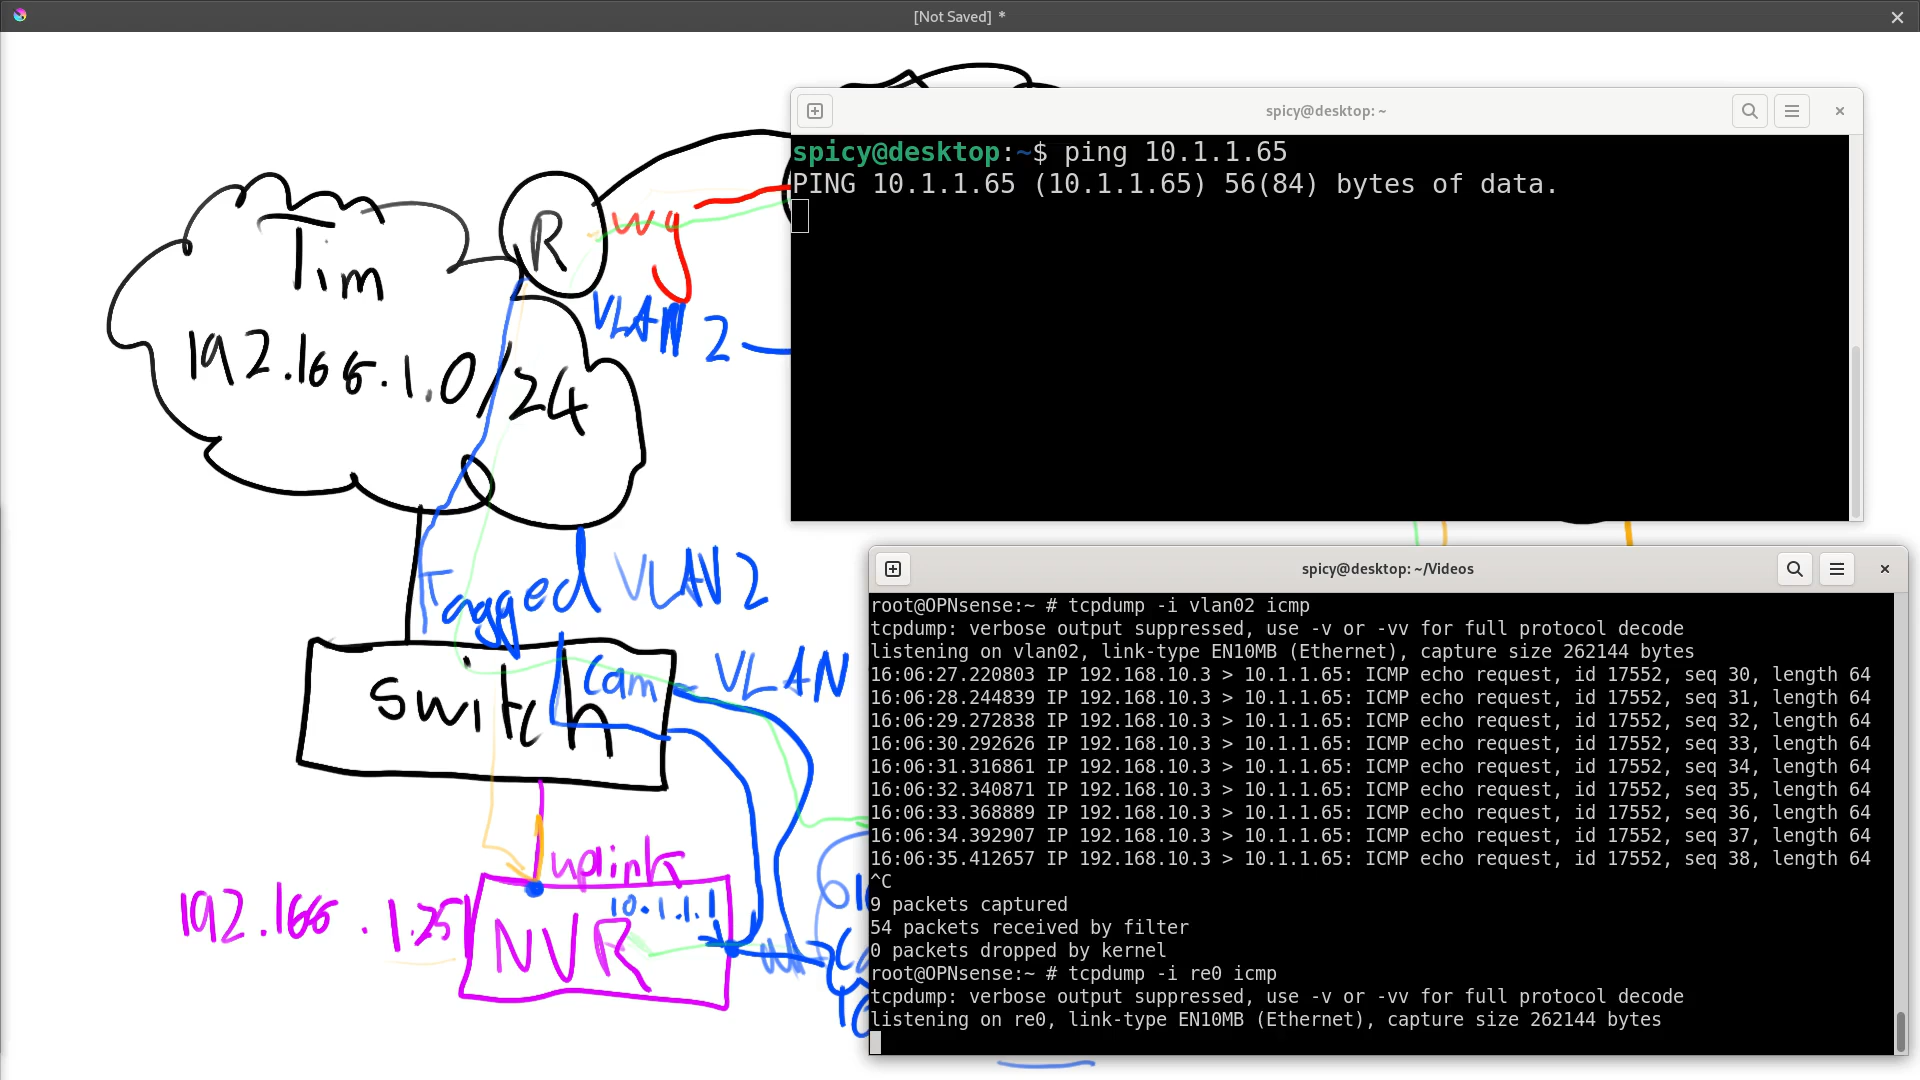 [Not Saved] *
spicy@desktop: ~
spicy@desktop:~$ ping 10.1.1.65
PING 10.1.1.65 (10.1.1.65) 56(84) bytes of data.
Tim
R
wg
192.168.1.0/24
VLAN 2
Tagged VLAN 2
Cam VLAN
switch
uplink
192.168.1.251
10.1.1.1
NVR
spicy@desktop: ~/Videos
root@OPNsense:~ # tcpdump -i vlan02 icmp
tcpdump: verbose output suppressed, use -v or -vv for full protocol decode
listening on vlan02, link-type EN10MB (Ethernet), capture size 262144 bytes
16:06:27.220803 IP 192.168.10.3 > 10.1.1.65: ICMP echo request, id 17552, seq 30, length 64
16:06:28.244839 IP 192.168.10.3 > 10.1.1.65: ICMP echo request, id 17552, seq 31, length 64
16:06:29.272838 IP 192.168.10.3 > 10.1.1.65: ICMP echo request, id 17552, seq 32, length 64
16:06:30.292626 IP 192.168.10.3 > 10.1.1.65: ICMP echo request, id 17552, seq 33, length 64
16:06:31.316861 IP 192.168.10.3 > 10.1.1.65: ICMP echo request, id 17552, seq 34, length 64
16:06:32.340871 IP 192.168.10.3 > 10.1.1.65: ICMP echo request, id 17552, seq 35, length 64
16:06:33.368889 IP 192.168.10.3 > 10.1.1.65: ICMP echo request, id 17552, seq 36, length 64
16:06:34.392907 IP 192.168.10.3 > 10.1.1.65: ICMP echo request, id 17552, seq 37, length 64
16:06:35.412657 IP 192.168.10.3 > 10.1.1.65: ICMP echo request, id 17552, seq 38, length 64
^C
9 packets captured
54 packets received by filter
0 packets dropped by kernel
root@OPNsense:~ # tcpdump -i re0 icmp
tcpdump: verbose output suppressed, use -v or -vv for full protocol decode
listening on re0, link-type EN10MB (Ethernet), capture size 262144 bytes